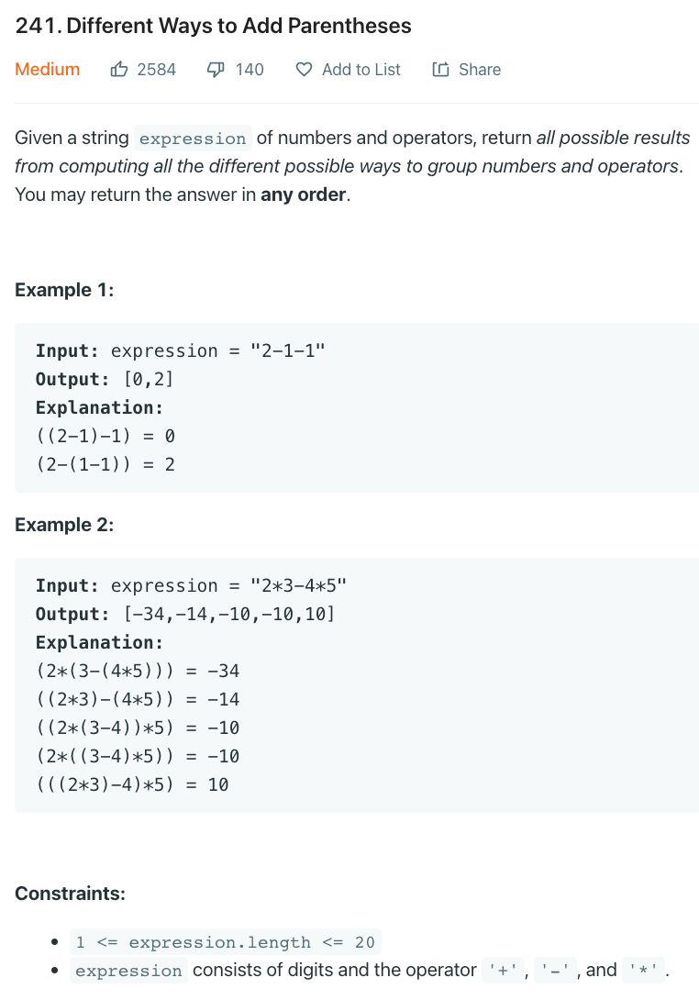 241. Different Ways to Add Parentheses
Medium 2584 140 Add to List Share
Given a string expression of numbers and operators, return all possible results
from computing all the different possible ways to group numbers and operators.
You may return the answer in any order.
Example 1:
Input: expression = "2-1-1"
Output: [0,2]
Explanation:
((2-1)-1) = 0
(2-(1-1)) = 2
Example 2:
Input: expression = "2*3-4*5"
Output: [-34,-14,-10,-10,10]
Explanation:
(2*(3-(4*5))) = -34
((2*3)-(4*5)) = -14
((2*(3-4))*5) = -10
(2*((3-4)*5)) = -10
(((2*3)-4)*5) = 10
Constraints:
• 1 <= expression.length <= 20
• expression consists of digits and the operator '+', '-', and '*'.